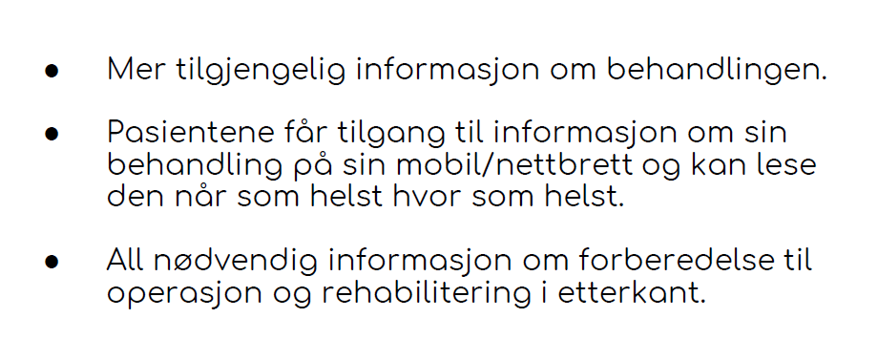 ● Mer tilgjengelig informasjon om behandlingen.
● Pasientene får tilgang til informasjon om sin
behandling på sin mobil/nettbrett og kan lese
den når som helst hvor som helst.
● All nødvendig informasjon om forberedelse til
operasjon og rehabilitering i etterkant.